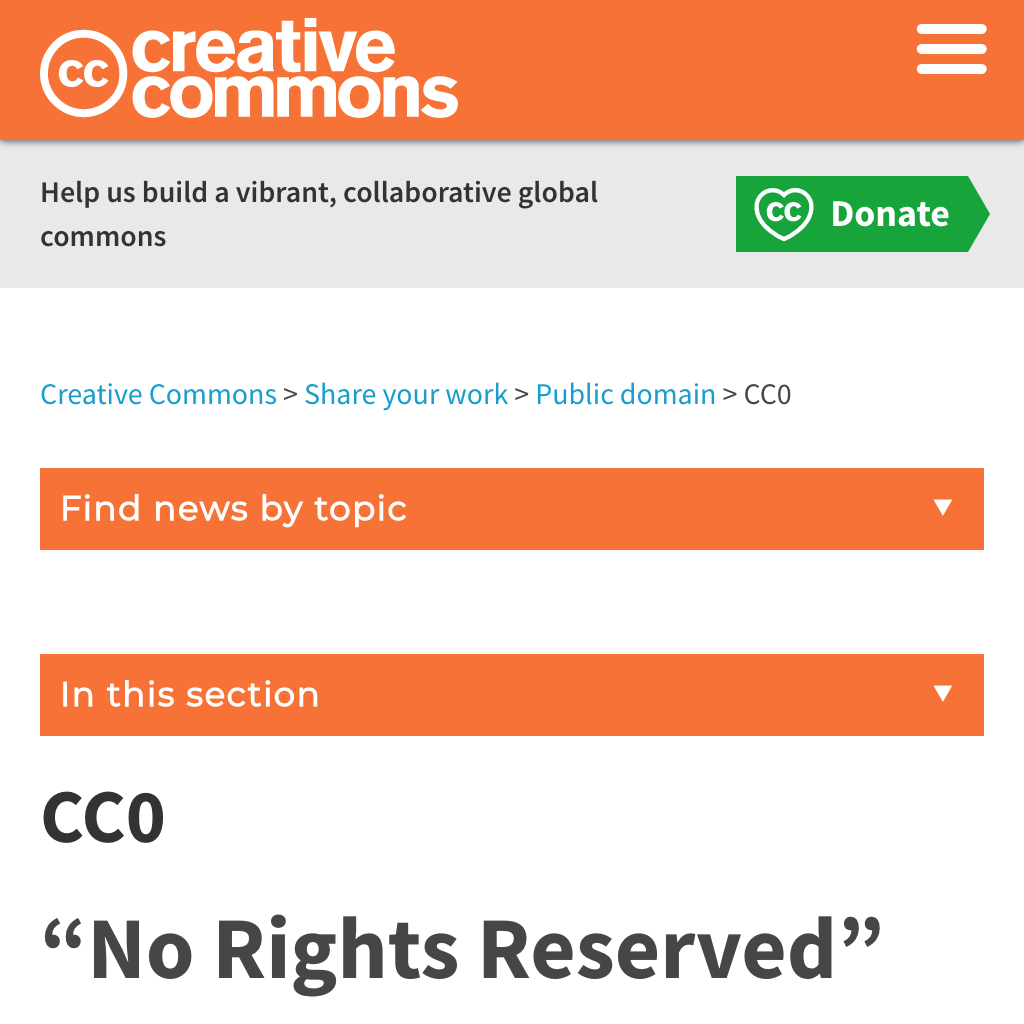 cc creative
commons
Help us build a vibrant, collaborative global
commons
CC Donate
Creative Commons > Share your work > Public domain > CC0
Find news by topic ▼
In this section ▼
CC0
“No Rights Reserved”